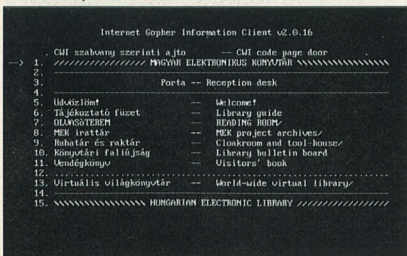 Internet Gopher Information Client v2.0.16
. CWI szabvany szerinti ajto -- CWI code page door .
--> 1. ///////////////// MAGYAR ELEKTRONIKUS KÖNYVTÁR \\\\\\\\\\\\\\\\\
2.
3. Porta -- Reception desk
4.
5. Üdvözlöm! -- Welcome!
6. Tájékoztató füzet -- Library guide
7. OLVASÓTEREM -- READING ROOM/
8. MEK irattár -- MEK project archives/
9. Ruhatár és raktár -- Cloakroom and tool-house/
10. Könyvtári faliújság -- Library bulletin board
11. Vendégkönyv -- Visitors' book
12.
13. Virtuális világkönyvtár -- World-wide virtual library/
14.
15. \\\\\\\\\\\\\\\\\ HUNGARIAN ELECTRONIC LIBRARY /////////////////